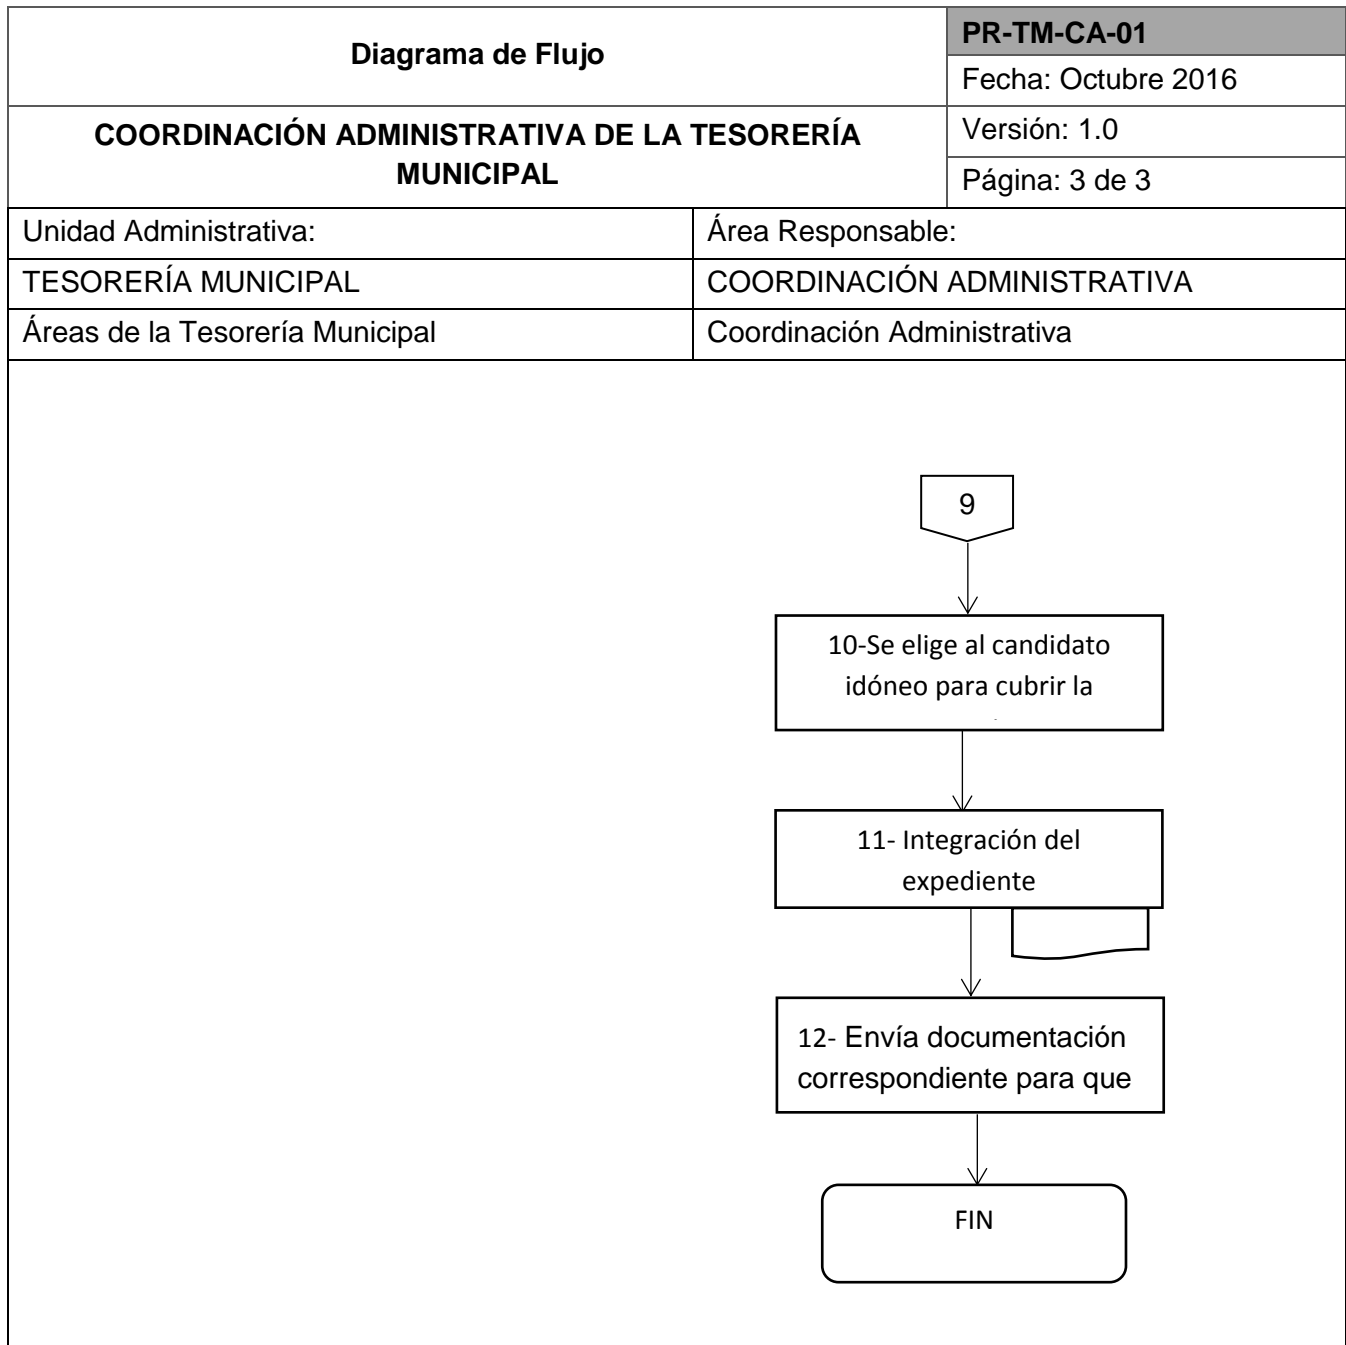 Diagrama de Flujo
PR-TM-CA-01
Fecha: Octubre 2016
COORDINACIÓN ADMINISTRATIVA DE LA TESORERÍA
MUNICIPAL
Versión: 1.0
Página: 3 de 3
Unidad Administrativa:
Área Responsable:
TESORERÍA MUNICIPAL
COORDINACIÓN ADMINISTRATIVA
Áreas de la Tesorería Municipal
Coordinación Administrativa
9
10-Se elige al candidato
idóneo para cubrir la
11- Integración del
expediente
12- Envía documentación
correspondiente para que
FIN